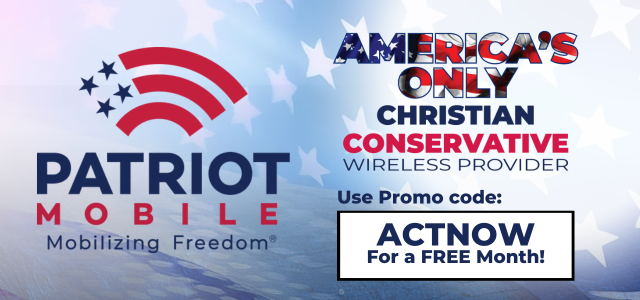 PATRIOT
MOBILE
Mobilizing Freedom®
AMERICA'S
ONLY
CHRISTIAN
CONSERVATIVE
WIRELESS PROVIDER
Use Promo code:
ACTNOW
For a FREE Month!